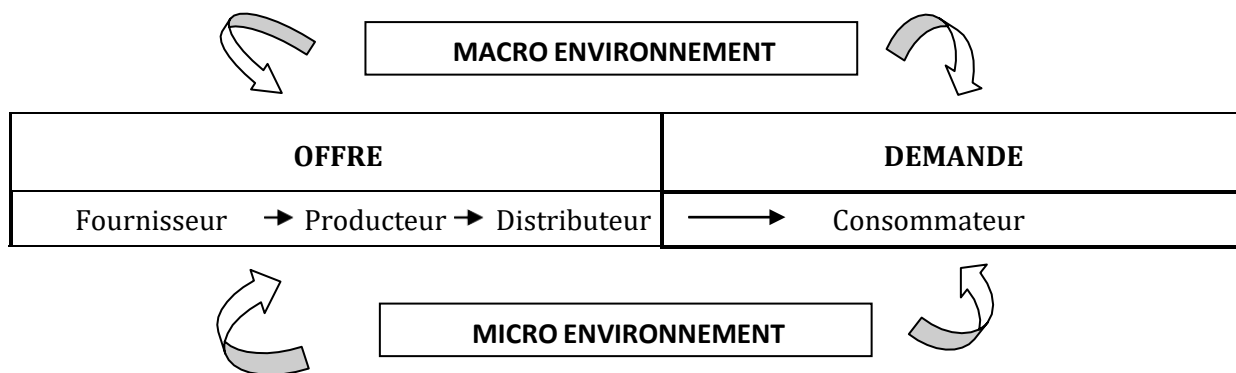 MACRO ENVIRONNEMENT
OFFRE DEMANDE
Fournisseur Producteur Distributeur Consommateur
MICRO ENVIRONNEMENT